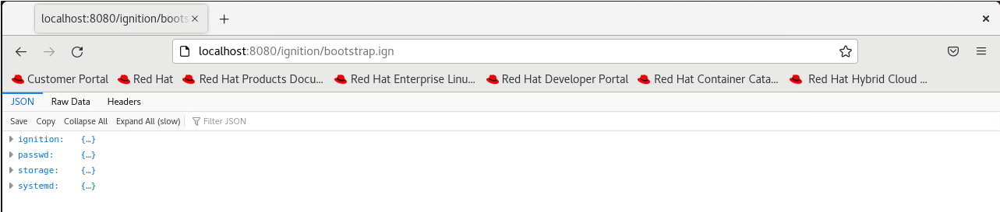 localhost:8080/ignition/boots
localhost:8080/ignition/bootstrap.ign
Customer Portal Red Hat Red Hat Products Docu... Red Hat Enterprise Linu... Red Hat Developer Portal Red Hat Container Cata... Red Hat Hybrid Cloud ...
JSON Raw Data Headers
Save Copy Collapse All Expand All (slow) Filter JSON
ignition: {…}
passwd: {…}
storage: {…}
systemd: {…}